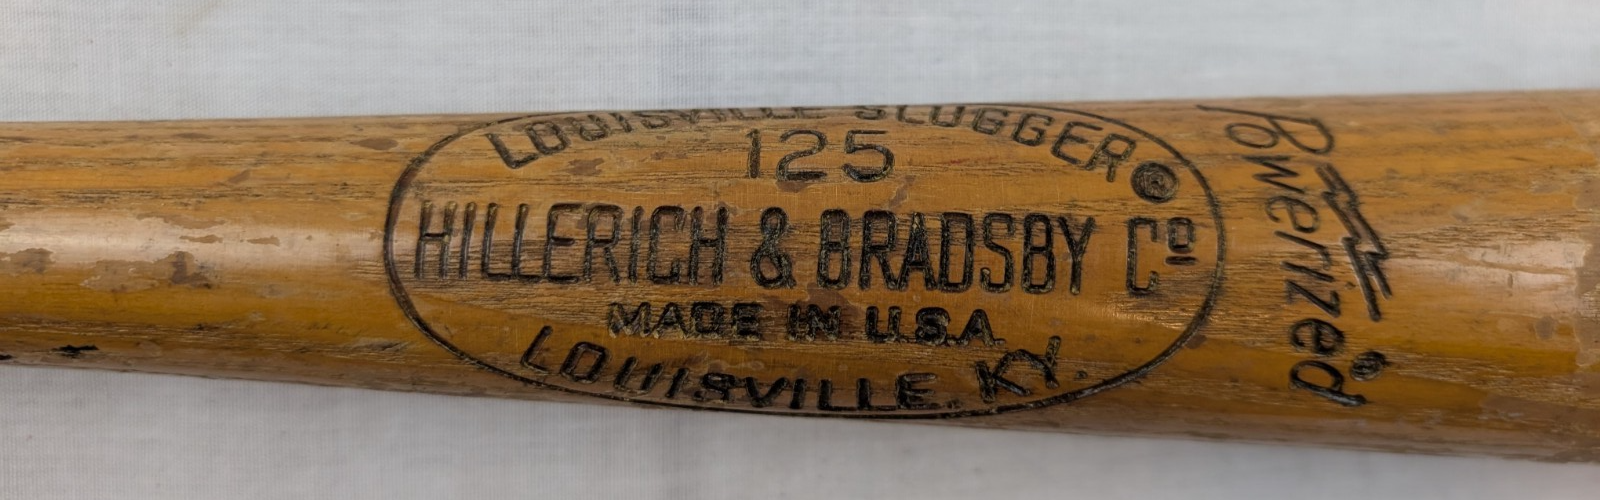 LOUISVILLE SLUGGER®
125
HILLERICH & BRADSBY Co
MADE IN U.S.A.
LOUISVILLE, KY.
Powerized®